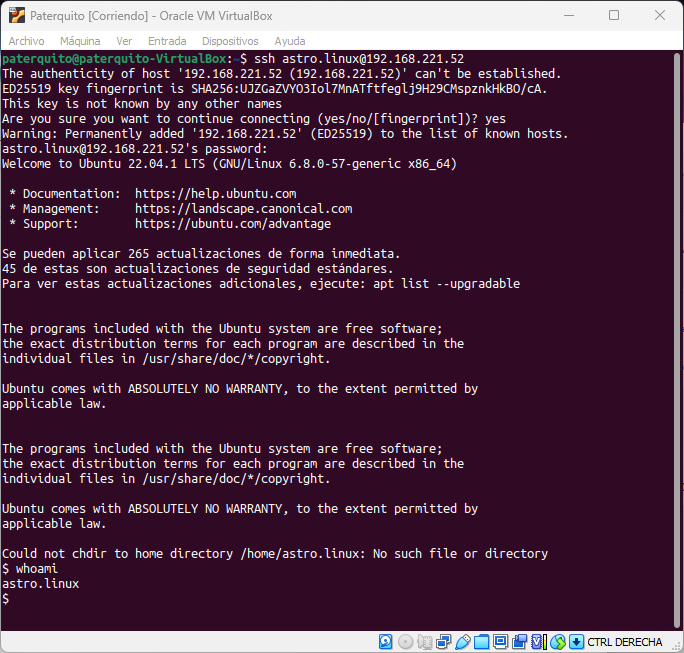 Paterquito [Corriendo] - Oracle VM VirtualBox
Archivo Máquina Ver Entrada Dispositivos Ayuda
paterquito@paterquito-VirtualBox:~$ ssh astro.linux@192.168.221.52
The authenticity of host '192.168.221.52 (192.168.221.52)' can't be established.
ED25519 key fingerprint is SHA256:UJZGaZVYO3Iol7MnATftfeglj9H29CMspznkHkBO/cA.
This key is not known by any other names
Are you sure you want to continue connecting (yes/no/[fingerprint])? yes
Warning: Permanently added '192.168.221.52' (ED25519) to the list of known hosts.
astro.linux@192.168.221.52's password:
Welcome to Ubuntu 22.04.1 LTS (GNU/Linux 6.8.0-57-generic x86_64)

 * Documentation:  https://help.ubuntu.com
 * Management:     https://landscape.canonical.com
 * Support:        https://ubuntu.com/advantage

Se pueden aplicar 265 actualizaciones de forma inmediata.
45 de estas son actualizaciones de seguridad estándares.
Para ver estas actualizaciones adicionales, ejecute: apt list --upgradable

The programs included with the Ubuntu system are free software;
the exact distribution terms for each program are described in the
individual files in /usr/share/doc/*/copyright.

Ubuntu comes with ABSOLUTELY NO WARRANTY, to the extent permitted by
applicable law.

The programs included with the Ubuntu system are free software;
the exact distribution terms for each program are described in the
individual files in /usr/share/doc/*/copyright.

Ubuntu comes with ABSOLUTELY NO WARRANTY, to the extent permitted by
applicable law.

Could not chdir to home directory /home/astro.linux: No such file or directory
$ whoami
astro.linux
$
CTRL DERECHA